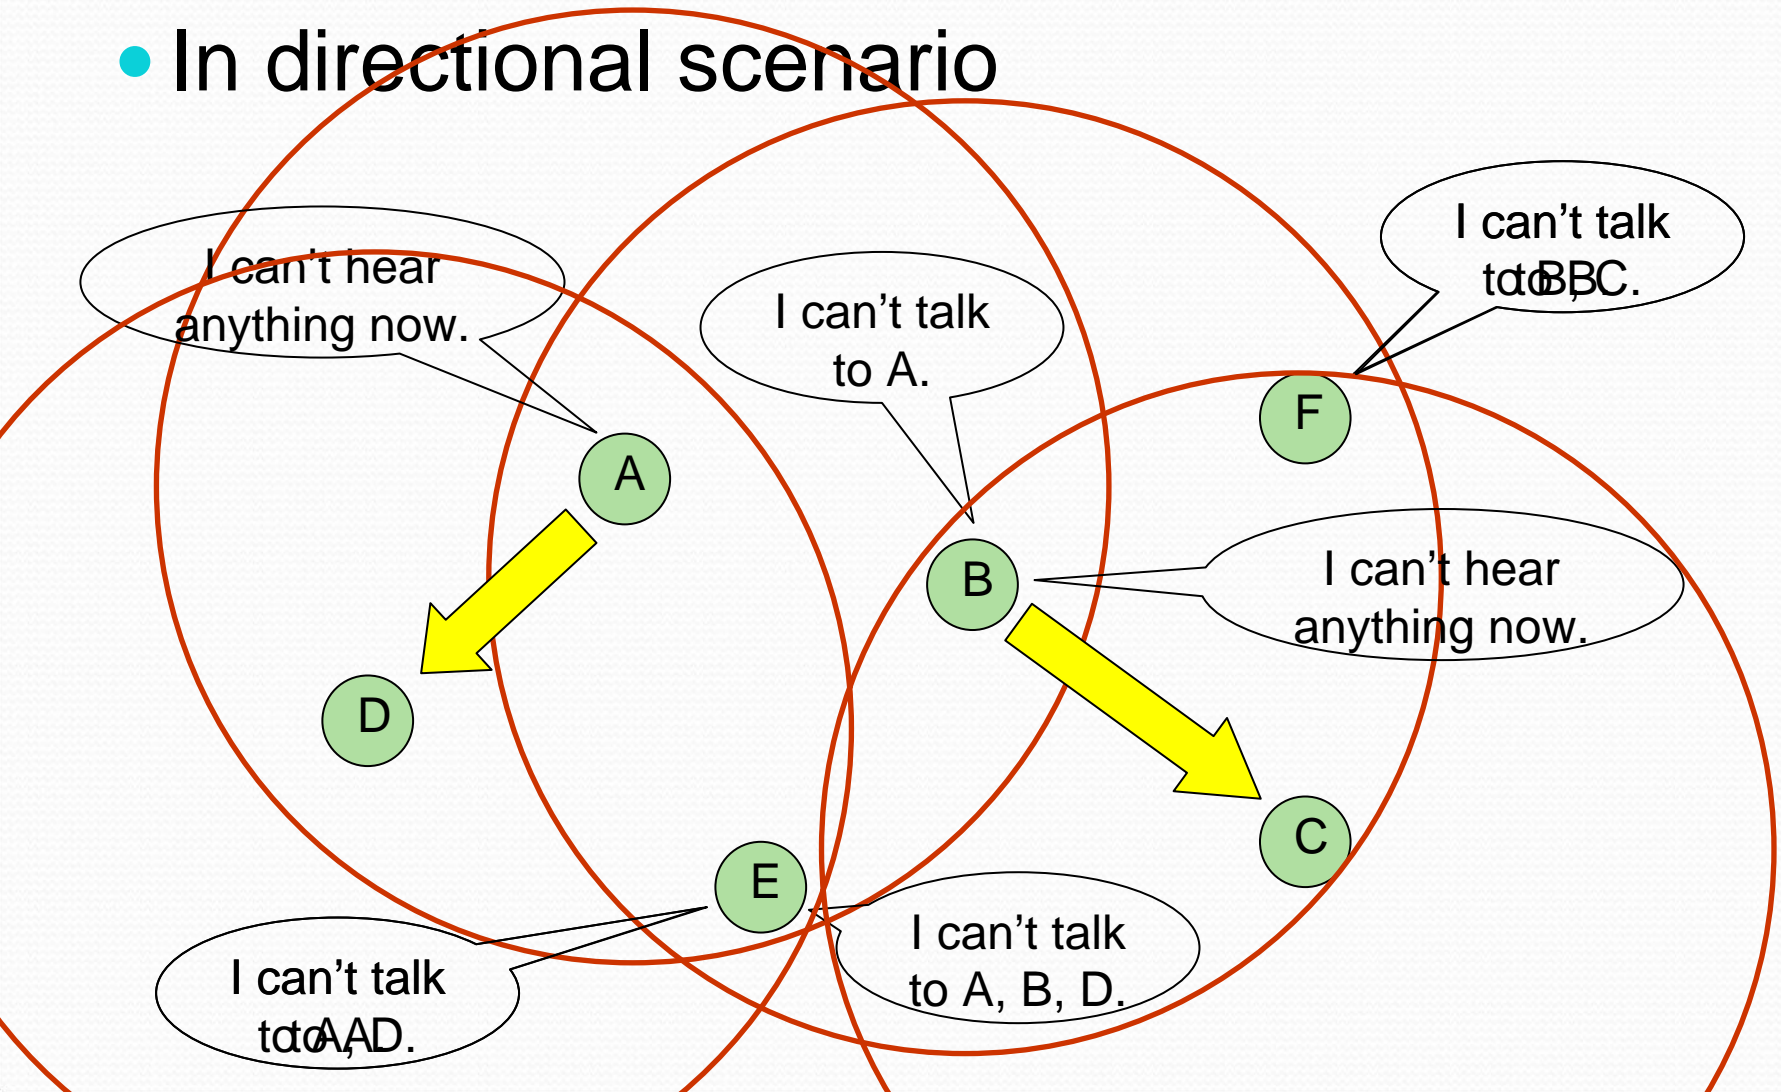 In directional scenario
I can't hear
anything now.
I can’t talk
to A.
I can’t talk
A
F
B
I can’t hear
anything now.
D
C
E
I can’t talk
to A, B, D.
I can’t talk